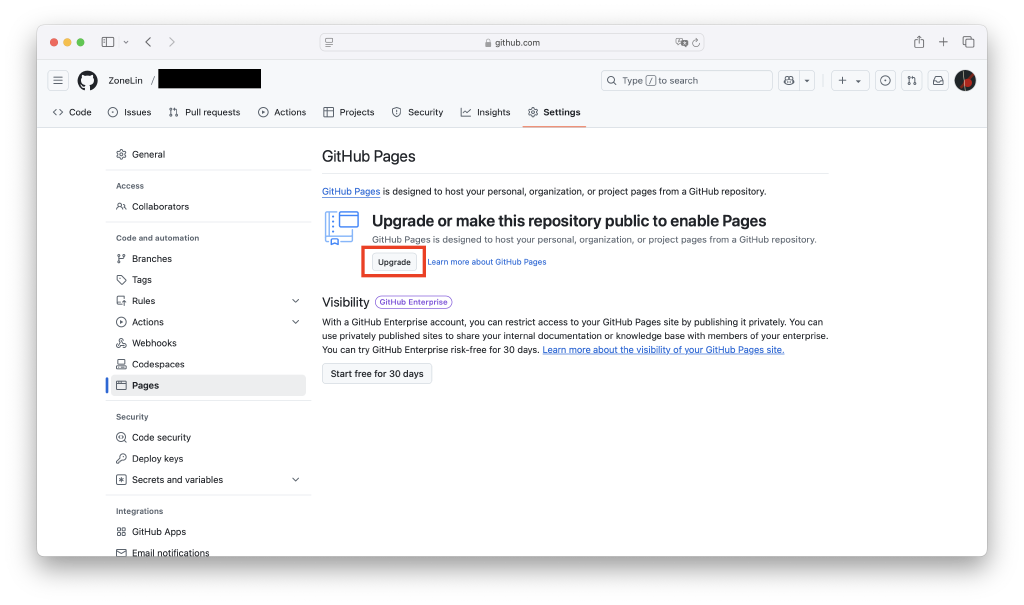 github.com
ZoneLin /
Type / to search
Code Issues Pull requests Actions Projects Security Insights Settings
General
Access
Collaborators
Code and automation
Branches
Tags
Rules
Actions
Webhooks
Codespaces
Pages
Security
Code security
Deploy keys
Secrets and variables
Integrations
GitHub Apps
Email notifications
GitHub Pages
GitHub Pages is designed to host your personal, organization, or project pages from a GitHub repository.
Upgrade or make this repository public to enable Pages
GitHub Pages is designed to host your personal, organization, or project pages from a GitHub repository.
Upgrade Learn more about GitHub Pages
Visibility GitHub Enterprise
With a GitHub Enterprise account, you can restrict access to your GitHub Pages site by publishing it privately. You can
use privately published sites to share your internal documentation or knowledge base with members of your enterprise.
You can try GitHub Enterprise risk-free for 30 days. Learn more about the visibility of your GitHub Pages site.
Start free for 30 days